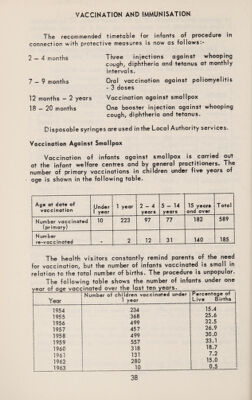 VACCINATION AND IMMUNISATION
The recommended timetable for infants of procedure in
connection with protective measures is now as follows:-
2 – 4 months Three injections against whooping
cough, diphtheria and tetanus at monthly
intervals.
7 – 9 months Oral vaccination against poliomyelitis
- 3 doses
12 months – 2 years Vaccination against smallpox
18 – 20 months One booster injection against whooping
cough, diphtheria and tetanus.
Disposable syringes are used in the Local Authority services.
Vaccination Against Smallpox
Vaccination of infants against smallpox is carried out
at the infant welfare centres and by general practitioners. The
number of primary vaccinations in children under five years of
age is shown in the following table.
Age at date of vaccination Under 1 year 1 year 2 – 4 years 5 – 14 years 15 years and over Total
Number vaccinated (primary) 10 223 97 77 182 589
Number re-vaccinated - 2 12 31 140 185
The health visitors constantly remind parents of the need
for vaccination, but the number of infants vaccinated is small in
relation to the total number of births. The procedure is unpopular.
The following table shows the number of infants under one
year of age vaccinated over the last ten years.
Year Number of children vaccinated under 1 year Percentage of Live Births
1954 234 15.4
1955 368 25.6
1956 499 32.5
1957 457 26.9
1958 499 30.0
1959 557 33.1
1960 318 18.7
1961 131 7.2
1962 280 15.0
1963 10 0.5
38